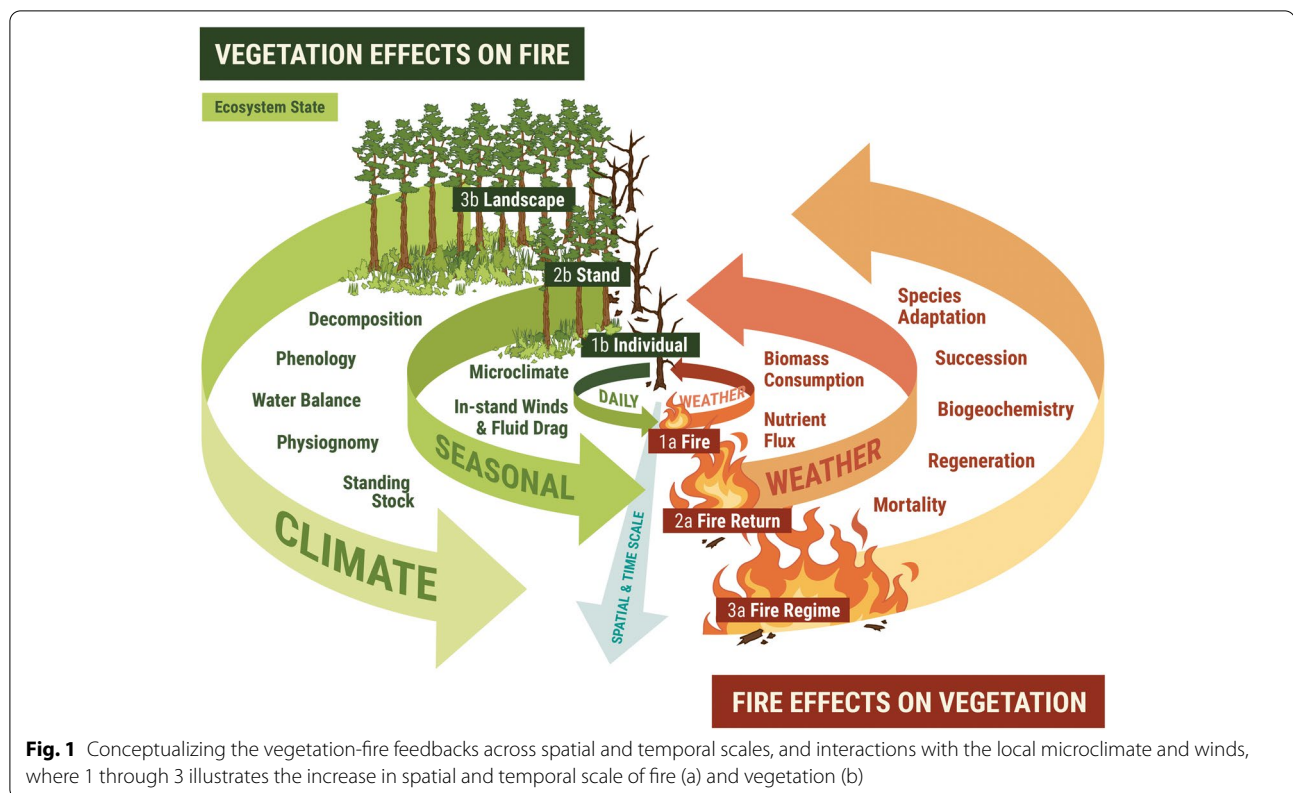 VEGETATION EFFECTS ON FIRE
Ecosystem State
3b Landscape
2b Stand
1b Individual
Decomposition
Phenology
Water Balance
Physiognomy
Standing
Stock
CLIMATE
Microclimate
In-stand Winds
& Fluid Drag
SEASONAL
DAILY
WEATHER
1a Fire
Biomass
Consumption
Nutrient
Flux
WEATHER
2a Fire Return
Species
Adaptation
Succession
Biogeochemistry
Regeneration
Mortality
3a Fire Regime
SPATIAL & TIME SCALE
FIRE EFFECTS ON VEGETATION
Fig. 1 Conceptualizing the vegetation-fire feedbacks across spatial and temporal scales, and interactions with the local microclimate and winds,
where 1 through 3 illustrates the increase in spatial and temporal scale of fire (a) and vegetation (b)